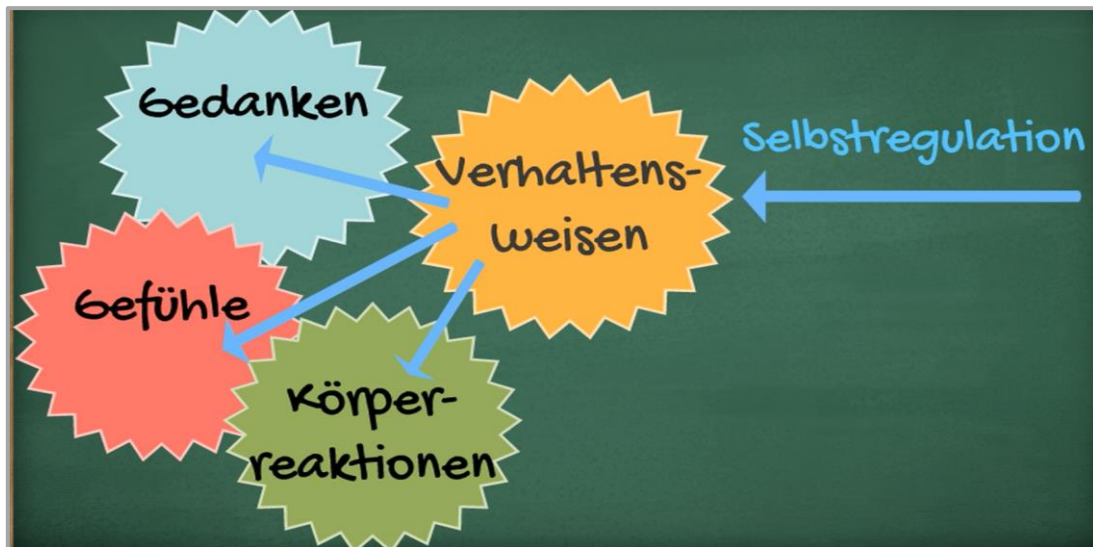 Gedanken
Verhaltens-
weisen
Selbstregulation
Gefühle
Körper-
reaktionen